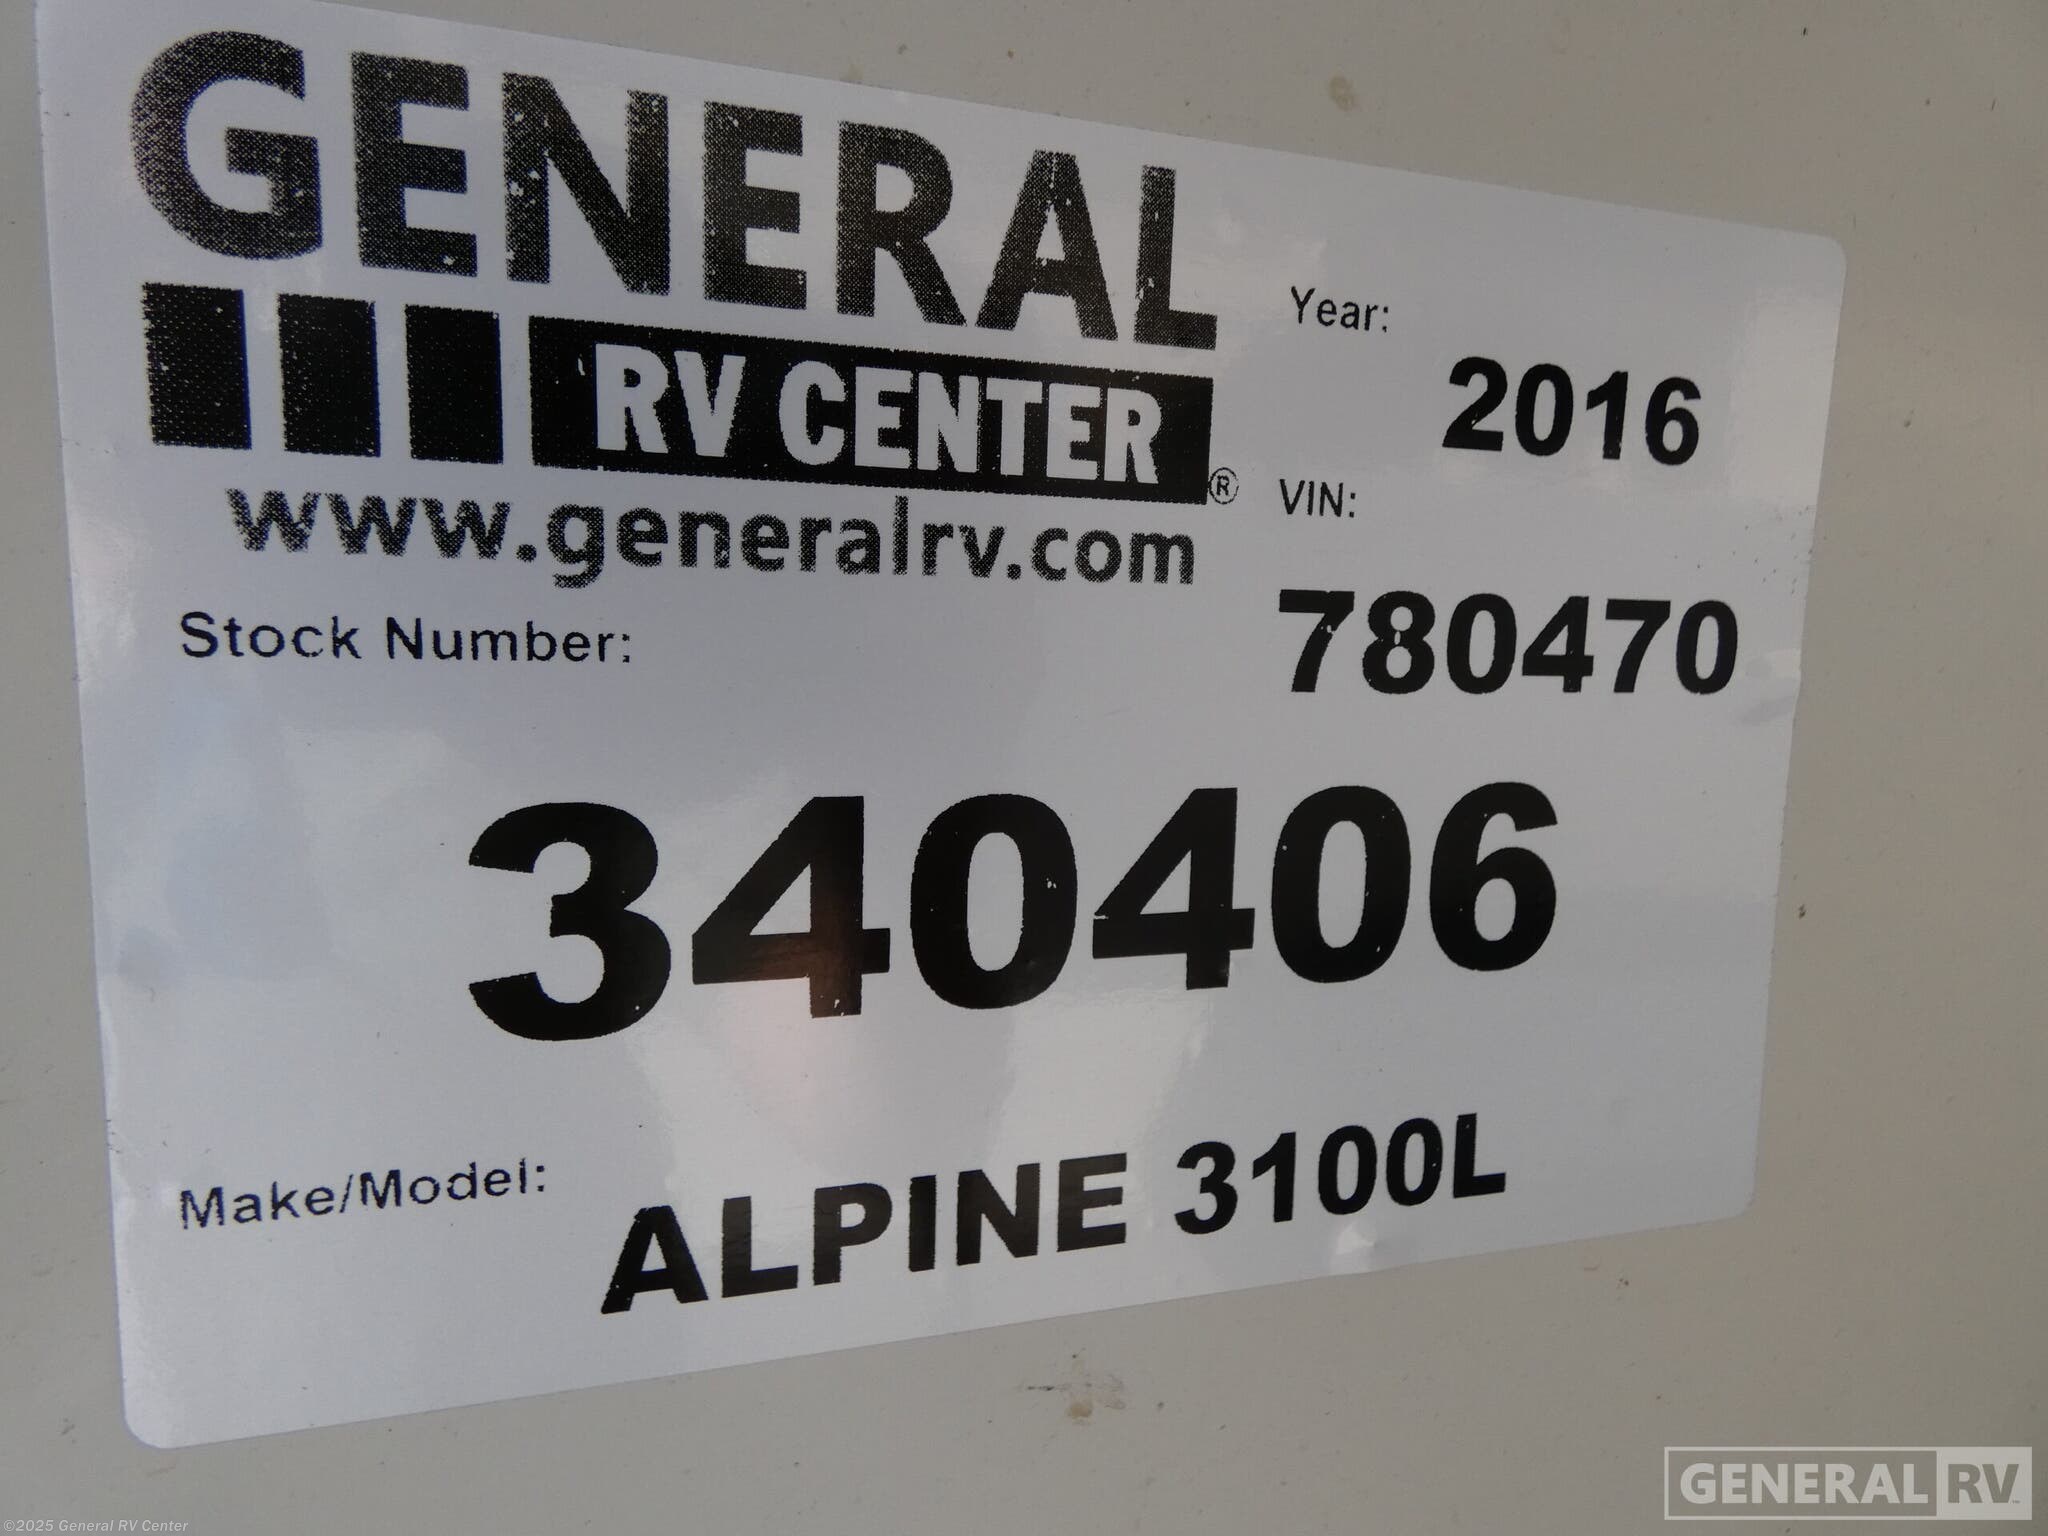 GENERAL
RV CENTER®
www.generalrv.com
Year:
2016
VIN:
780470
Stock Number:
340406
Make/Model:
ALPINE 3100L
GENERAL RV™
©2025 General RV Center